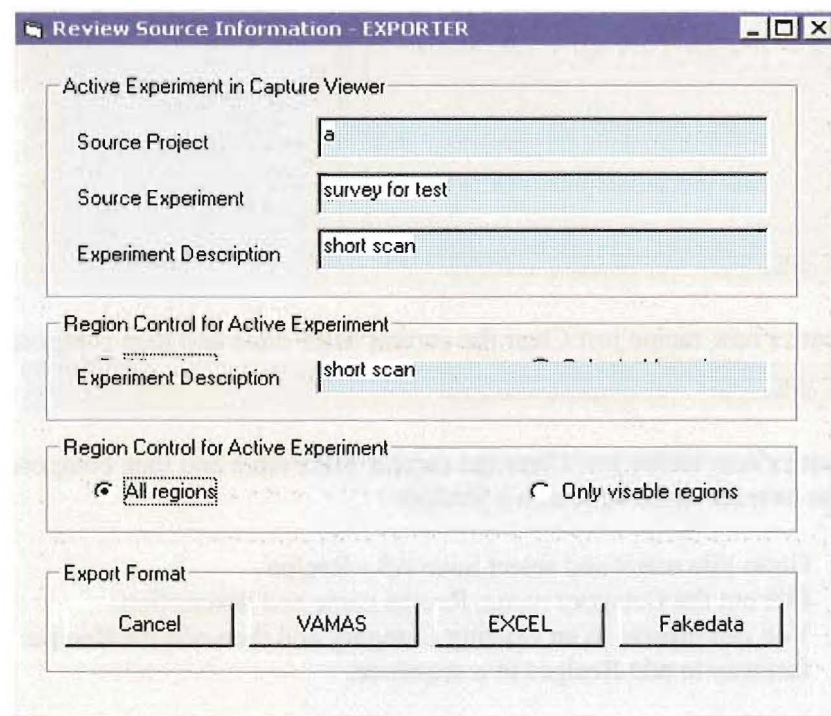 Review Source Information - EXPORTER
Active Experiment in Capture Viewer
Source Project a
Source Experiment survey for test
Experiment Description short scan
Region Control for Active Experiment
Experiment Description short scan
Region Control for Active Experiment
All regions Only visable regions
Export Format
Cancel VAMAS EXCEL Fakedata